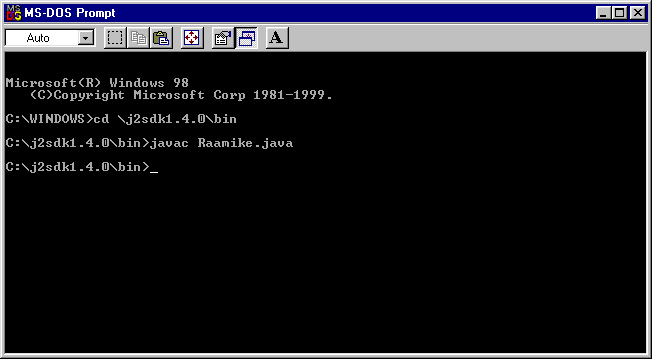 MS-DOS Prompt
Auto
A
Microsoft(R) Windows 98
(C)Copyright Microsoft Corp 1981-1999.
C:\WINDOWS>cd \j2sdk1.4.0\bin
C:\j2sdk1.4.0\bin>javac Raamike.java
C:\j2sdk1.4.0\bin>_